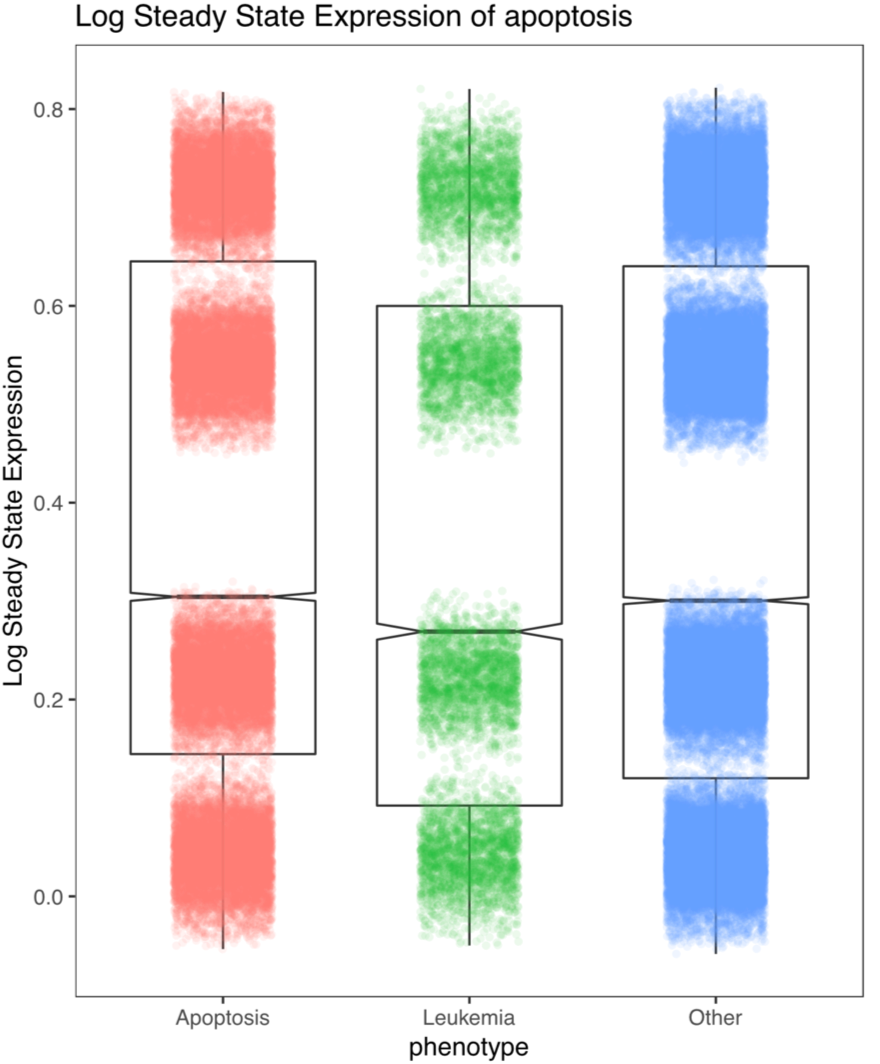 Log Steady State Expression of apoptosis
Log Steady State Expression
0.8
0.6
0.4
0.2
0.0
Apoptosis Leukemia Other
phenotype